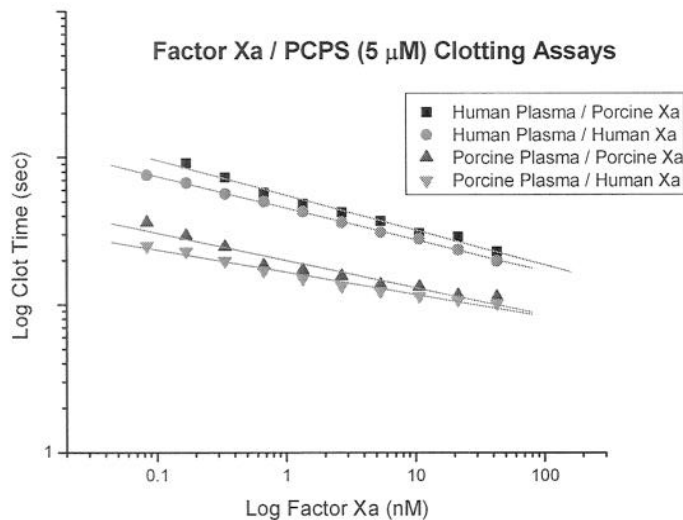 Factor Xa / PCPS (5 μM) Clotting Assays
Human Plasma / Porcine Xa
Human Plasma / Human Xa
Porcine Plasma / Porcine Xa
Porcine Plasma / Human Xa
Log Clot Time (sec)
1
0.1 1 10 100
Log Factor Xa (nM)